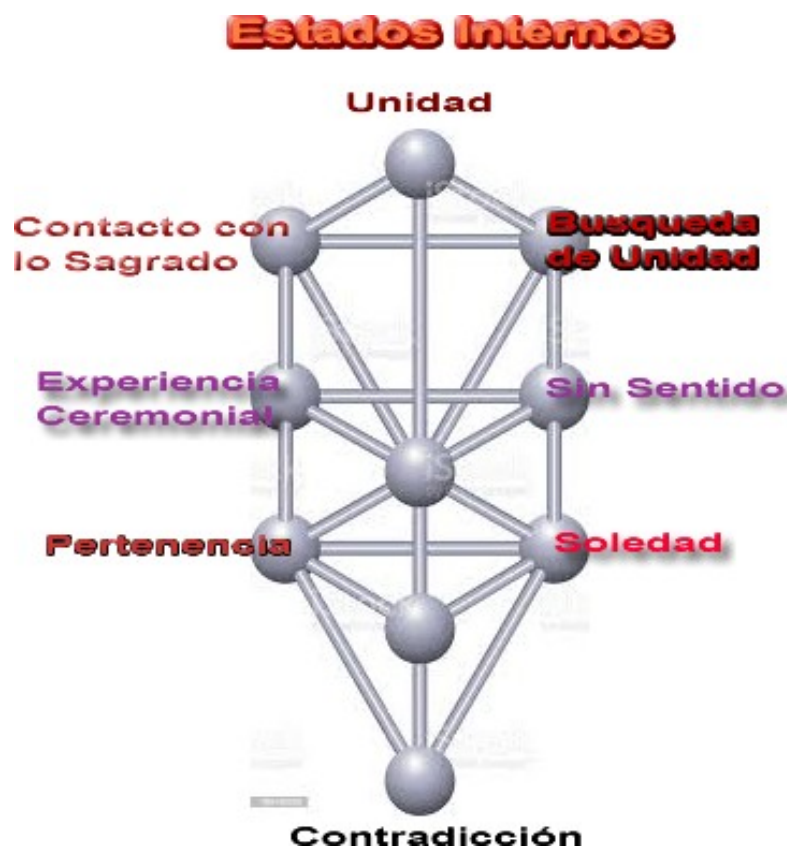 Estados Internos
Unidad
Contacto con
lo Sagrado
Busqueda
de Unidad
Experiencia
Ceremonial
Sin Sentido
Pertenencia
Soledad
Contradicción